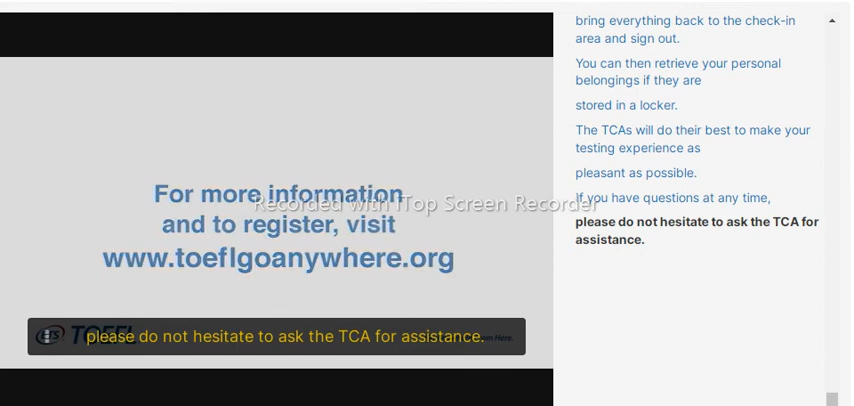 bring everything back to the check-in
area and sign out.
You can then retrieve your personal
belongings if they are
stored in a locker.
The TCAs will do their best to make your
testing experience as
pleasant as possible.
If you have questions at any time,
please do not hesitate to ask the TCA for
assistance.
For more information
and to register, visit
www.toeflgoanywhere.org
Recorded with iTop Screen Recorder
ETS TOEFL
please do not hesitate to ask the TCA for assistance.
Here.